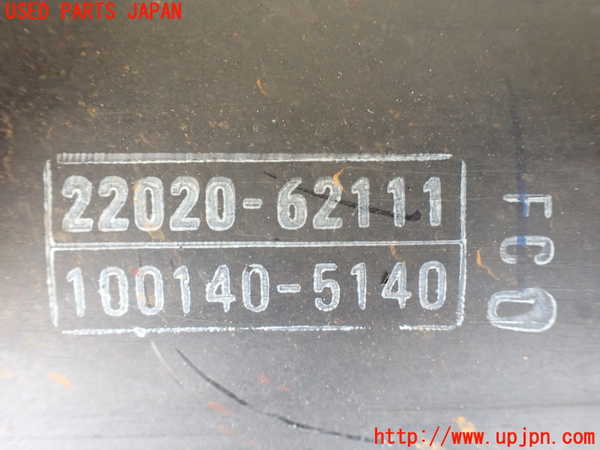 USED PARTS JAPAN
22020-62111
100140-5140
FCO
http://www.upjpn.com/